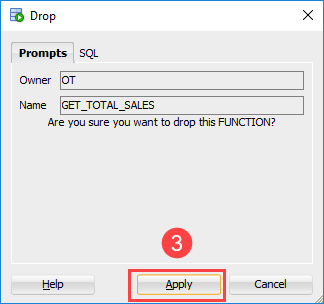 Drop
Prompts SQL
Owner OT
Name GET_TOTAL_SALES
Are you sure you want to drop this FUNCTION?
3
Help Apply Cancel